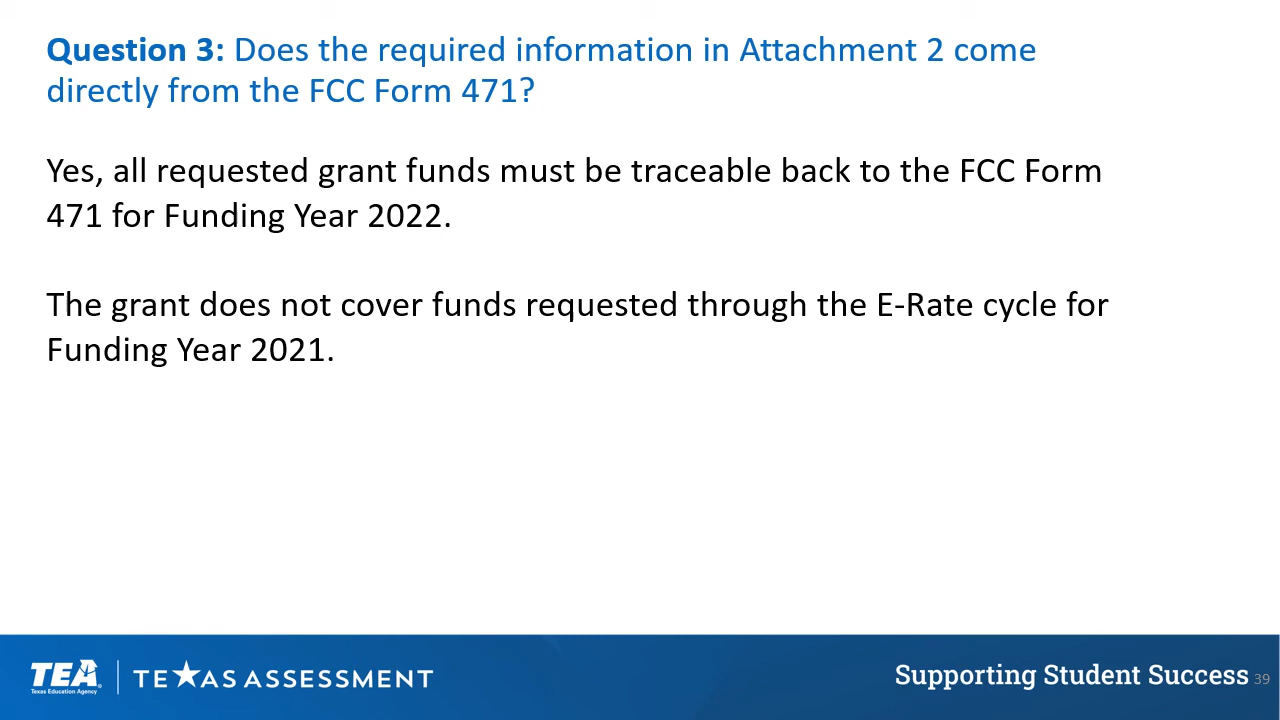 Question 3: Does the required information in Attachment 2 come
directly from the FCC Form 471?
Yes, all requested grant funds must be traceable back to the FCC Form
471 for Funding Year 2022.
The grant does not cover funds requested through the E-Rate cycle for
Funding Year 2021.
TEA
Texas Education Agency
TEXAS ASSESSMENT
Supporting Student Success 39